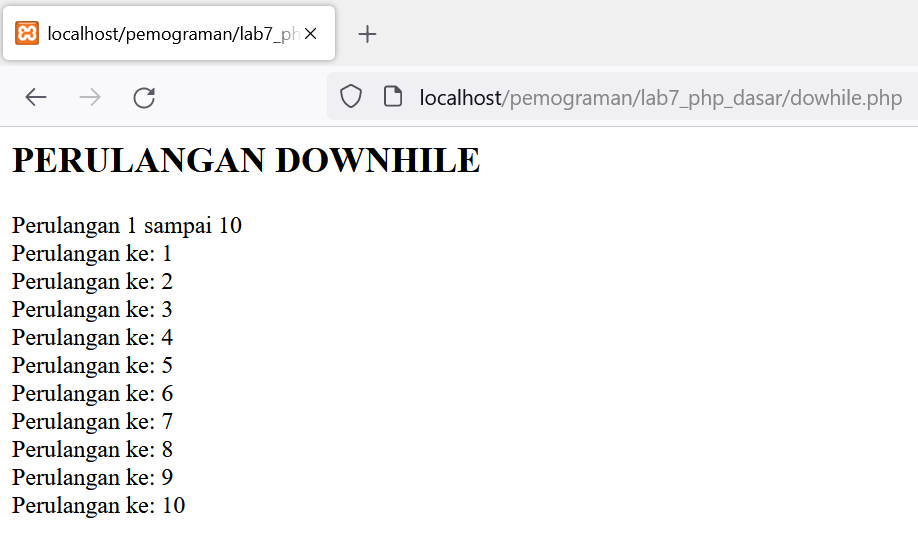 localhost/pemograman/lab7_ph
localhost/pemograman/lab7_php_dasar/dowhile.php
PERULANGAN DOWNHILE
Perulangan 1 sampai 10
Perulangan ke: 1
Perulangan ke: 2
Perulangan ke: 3
Perulangan ke: 4
Perulangan ke: 5
Perulangan ke: 6
Perulangan ke: 7
Perulangan ke: 8
Perulangan ke: 9
Perulangan ke: 10